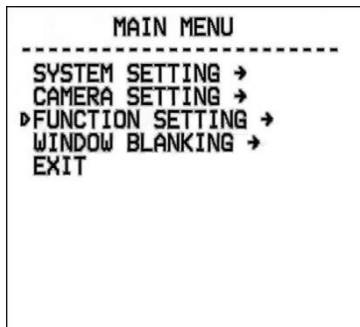 MAIN MENU
------------------------
SYSTEM SETTING →
CAMERA SETTING →
▷FUNCTION SETTING →
WINDOW BLANKING →
EXIT